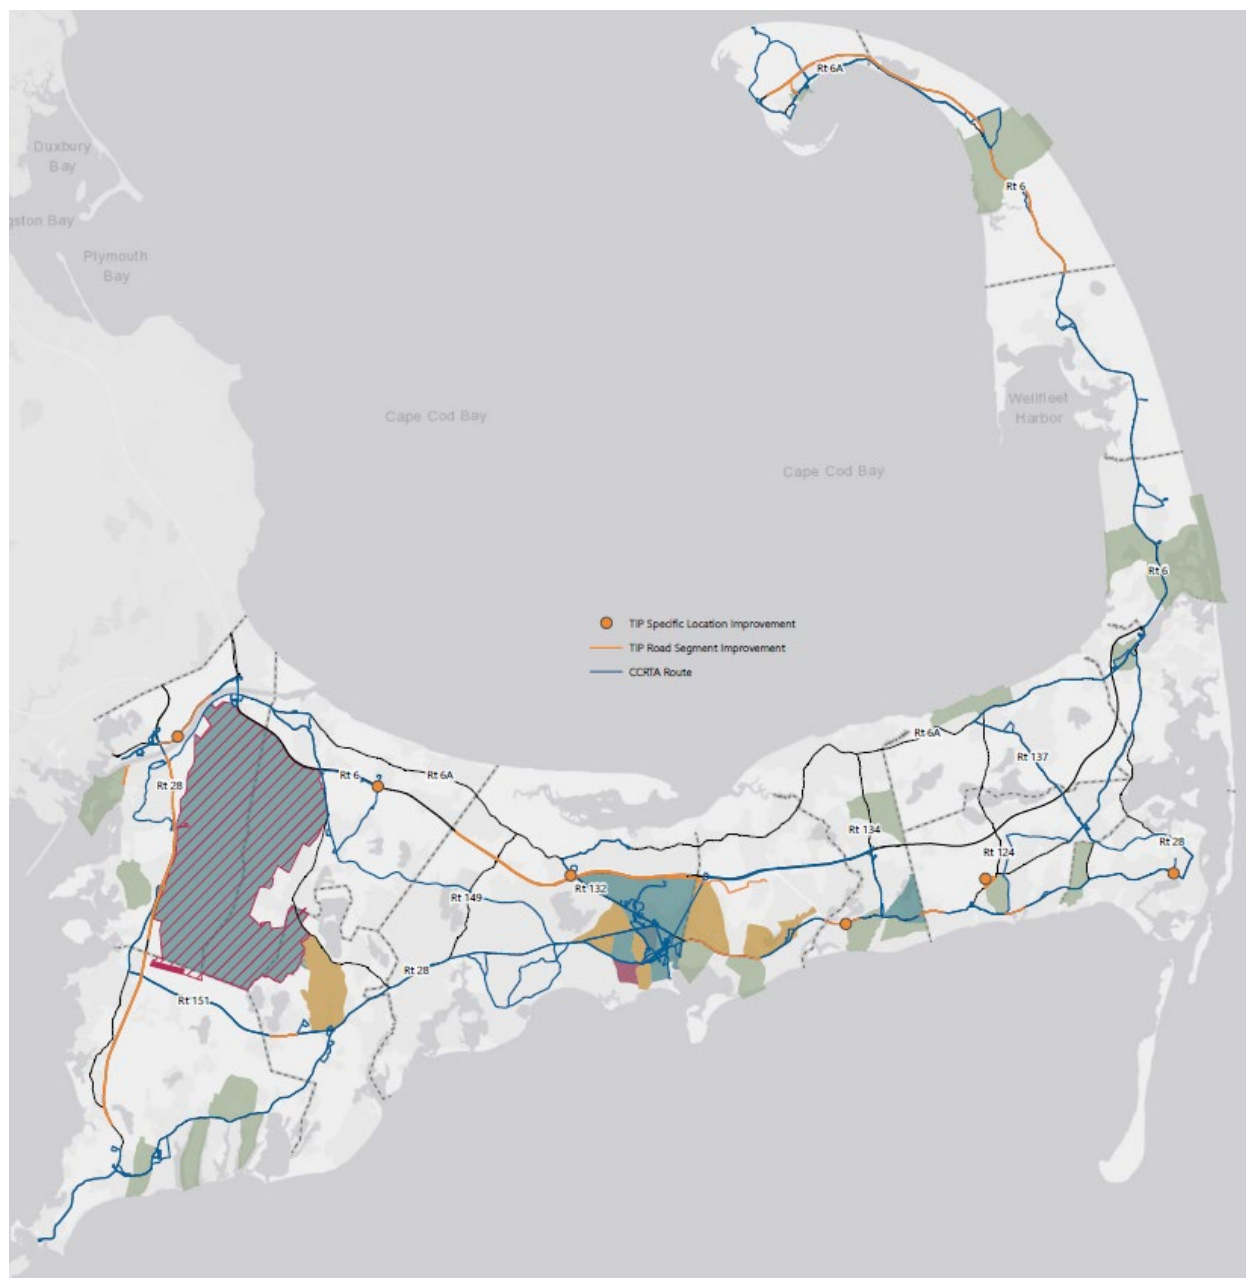 Rt 6A
Duxbury
Bay
Rt 6
gston Bay
Plymouth
Bay
Wellfleet
Harbor
Cape Cod Bay
Cape Cod Bay
Rt 6
TIP Specific Location Improvement
TIP Road Segment Improvement
CCRTA Route
Rt 6A
Rt 137
Rt 6
Rt 6A
Rt 28
Rt 134
Rt 28
Rt 124
Rt 132
Rt 149
Rt 28
Rt 151